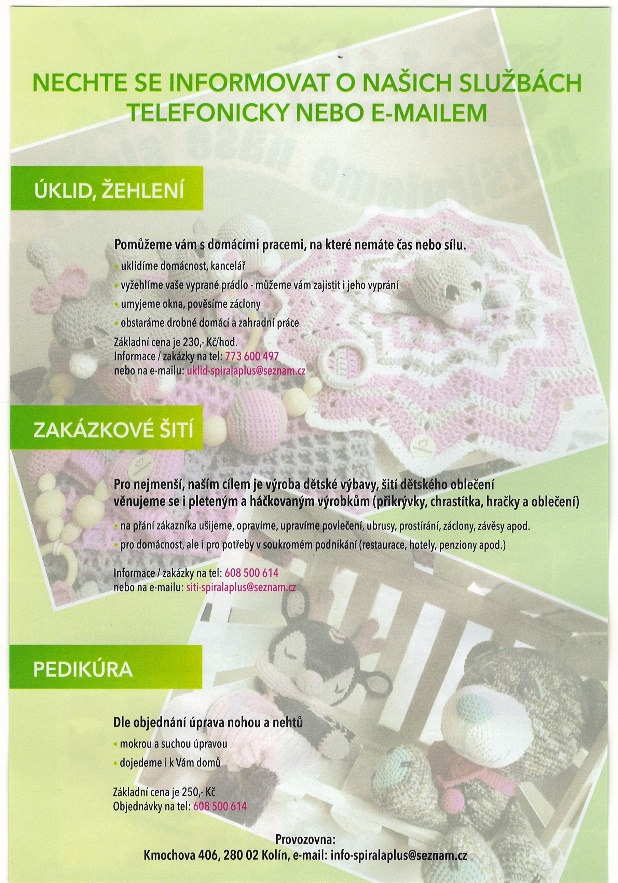 NECHTE SE INFORMOVAT O NAŠICH SLUŽBÁCH
TELEFONICKY NEBO E-MAILEM
ÚKLID, ŽEHLENÍ
Pomůžeme vám s domácími pracemi, na které nemáte čas nebo sílu.
• uklidíme domácnost, kancelář
• vyžehlíme vaše vyprané prádlo - můžeme vám zajistit i jeho vyprání
• umyjeme okna, pověsíme záclony
• obstaráme drobné domácí a zahradní práce
Základní cena je 230,- Kč/hod.
Informace / zakázky na tel: 773 600 497
nebo na e-mailu: uklid-spiralaplus@seznam.cz
ZAKÁZKOVÉ ŠITÍ
Pro nejmenší, naším cílem je výroba dětské výbavy, šití dětského oblečení
věnujeme se i pleteným a háčkovaným výrobkům (přikrývky, chrastítka, hračky a oblečení)
• na přání zákazníka ušijeme, opravíme, upravíme povlečení, ubrusy, prostírání, záclony, závěsy apod.
• pro domácnost, ale i pro potřeby v soukromém podnikání (restaurace, hotely, penziony apod.)
Informace / zakázky na tel: 608 500 614
nebo na e-mailu: siti-spiralaplus@seznam.cz
PEDIKÚRA
Dle objednání úprava nohou a nehtů
• mokrou a suchou úpravou
• dojedeme i k Vám domů
Základní cena je 250,- Kč
Objednávky na tel: 608 500 614
Provozovna:
Kmochova 406, 280 02 Kolín, e-mail: info-spiralaplus@seznam.cz